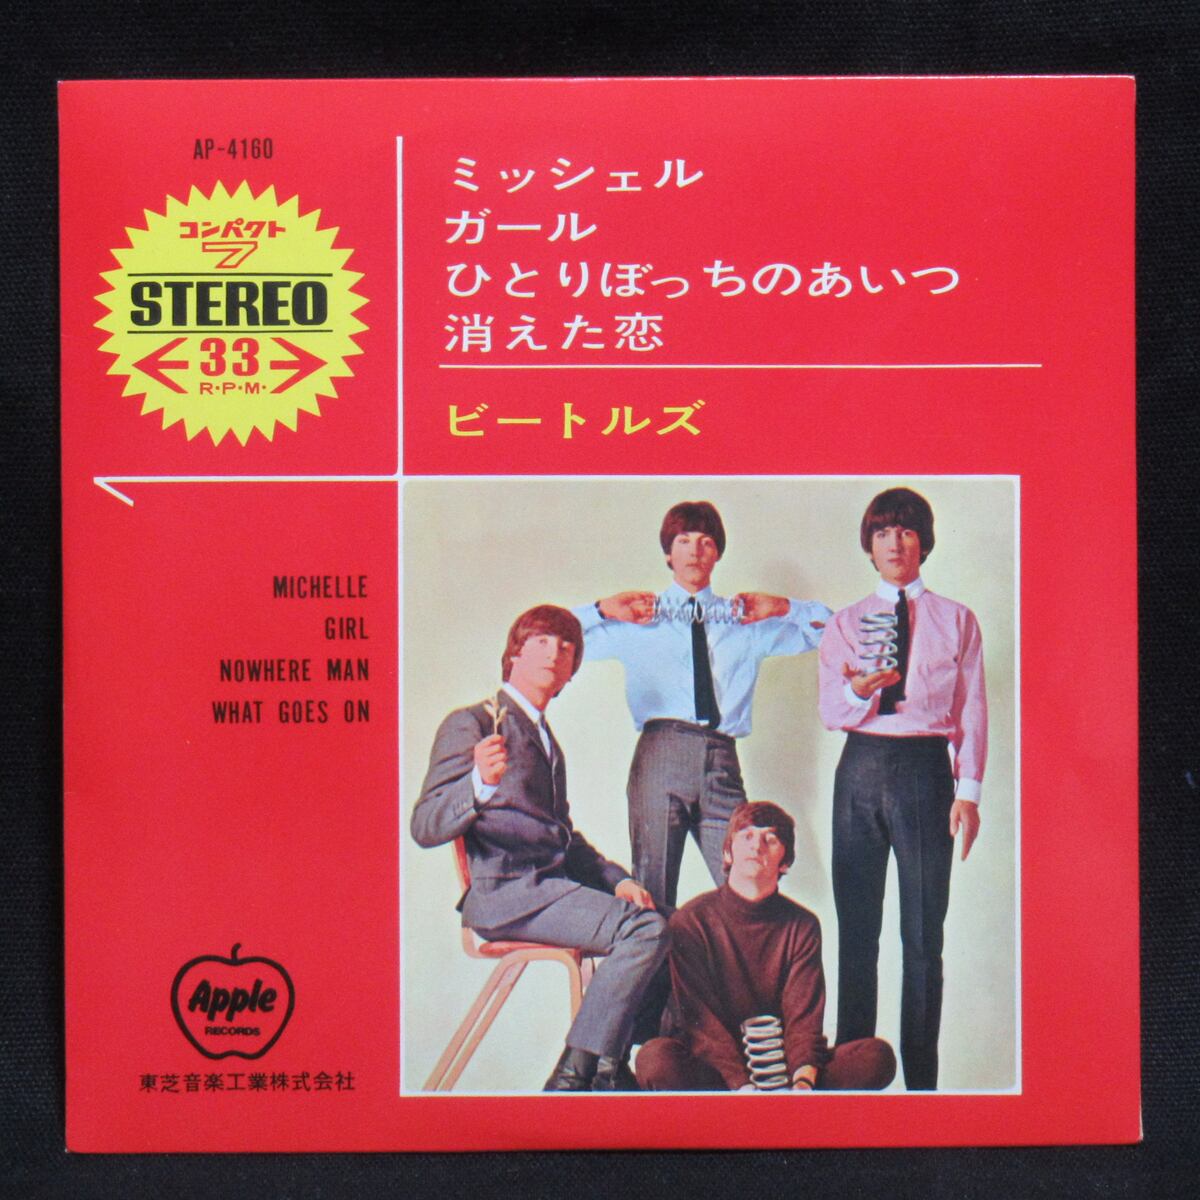 AP-4160
コンパクト
7
STEREO
33
R・P・M・
ミッシェル
ガール
ひとりぼっちのあいつ
消えた恋
ビートルズ
MICHELLE
GIRL
NOWHERE MAN
WHAT GOES ON
Apple
RECORDS
東芝音楽工業株式会社